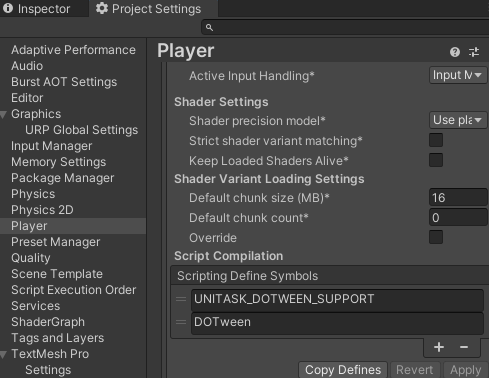 Inspector
Project Settings
Adaptive Performance
Audio
Burst AOT Settings
Editor
Graphics
URP Global Settings
Input Manager
Memory Settings
Package Manager
Physics
Physics 2D
Player
Preset Manager
Quality
Scene Template
Script Execution Order
Services
ShaderGraph
Tags and Layers
TextMesh Pro
Settings
Player
Active Input Handling* Input M
Shader Settings
Shader precision model* Use pla
Strict shader variant matching*
Keep Loaded Shaders Alive*
Shader Variant Loading Settings
Default chunk size (MB)* 16
Default chunk count* 0
Override
Script Compilation
Scripting Define Symbols
UNITASK_DOTWEEN_SUPPORT
DOTween
Copy Defines Revert Apply